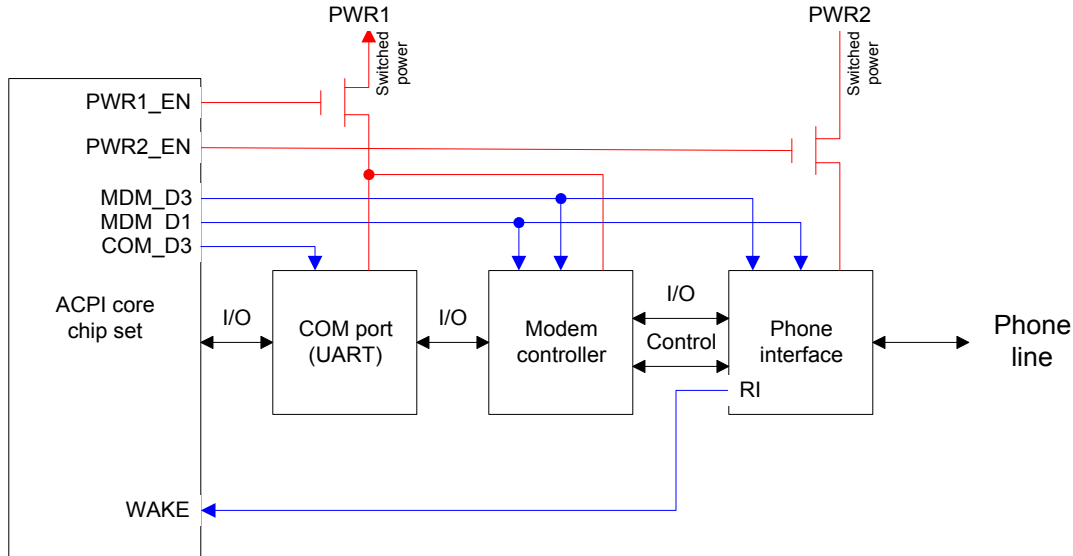 PWR1
PWR2
Switched
power
Switched
power
PWR1_EN
PWR2_EN
MDM_D3
MDM_D1
COM_D3
ACPI core
chip set
I/O
COM port
(UART)
I/O
Modem
controller
I/O
Control
Phone
interface
RI
Phone
line
WAKE